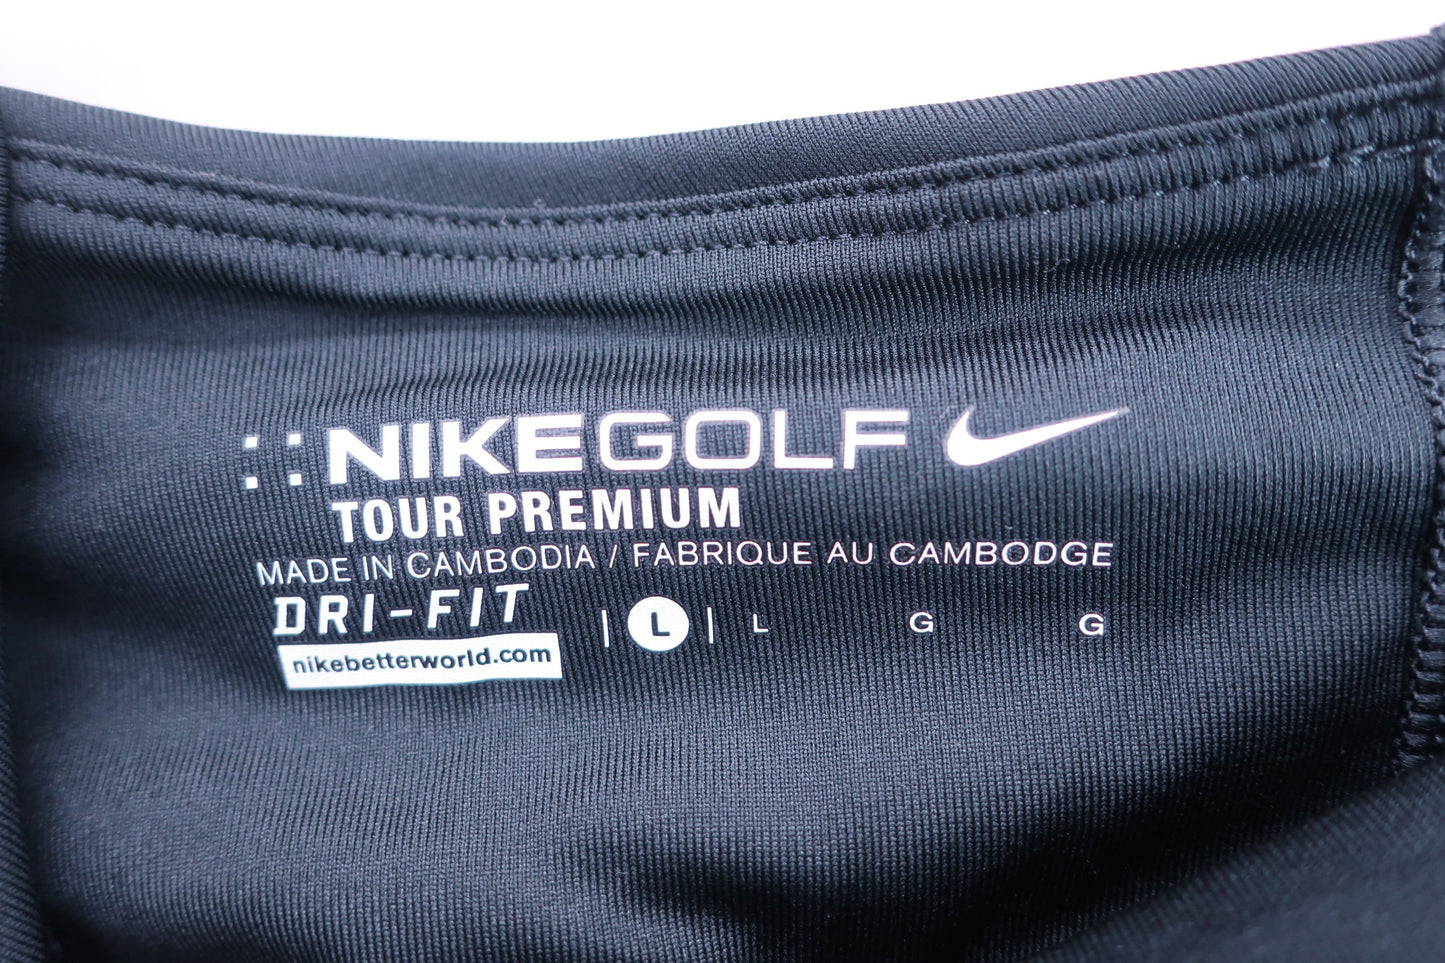 NIKEGOLF
TOUR PREMIUM
MADE IN CAMBODIA / FABRIQUE AU CAMBODGE
DRI-FIT | L | L G G
nikebetterworld.com